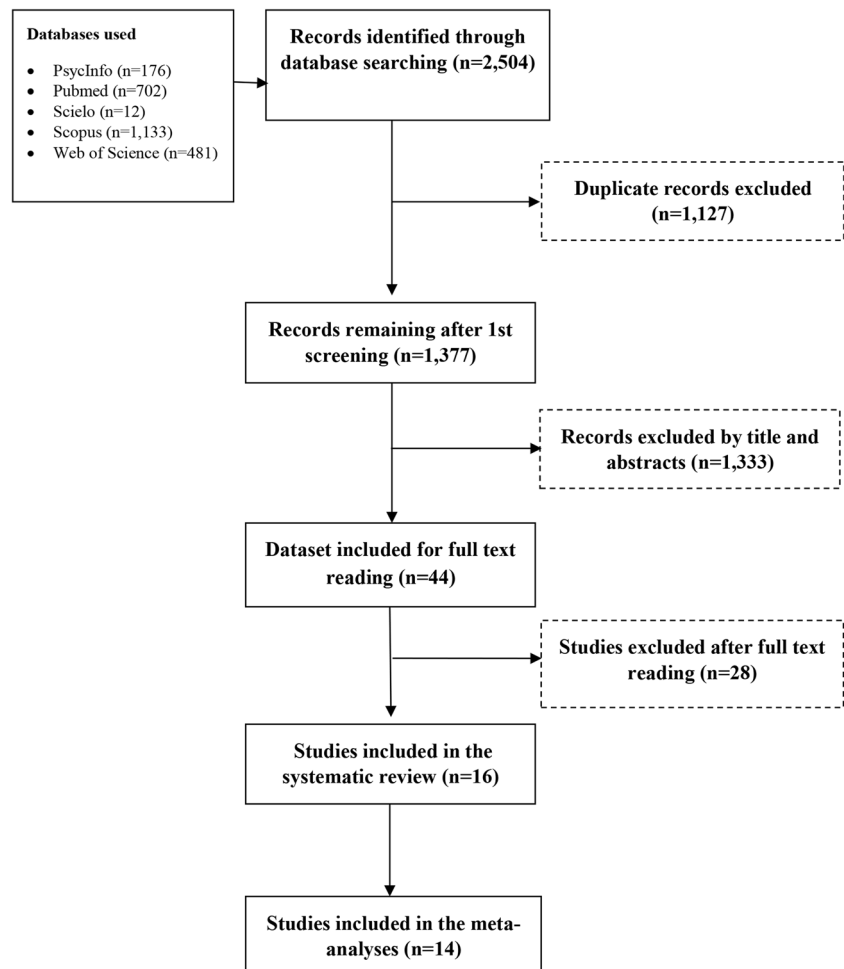 Databases used
• PsycInfo (n=176)
• Pubmed (n=702)
• Scielo (n=12)
• Scopus (n=1,133)
• Web of Science (n=481)
Records identified through
database searching (n=2,504)
Duplicate records excluded
(n=1,127)
Records remaining after 1st
screening (n=1,377)
Records excluded by title and
abstracts (n=1,333)
Dataset included for full text
reading (n=44)
Studies excluded after full text
reading (n=28)
Studies included in the
systematic review (n=16)
Studies included in the meta-
analyses (n=14)